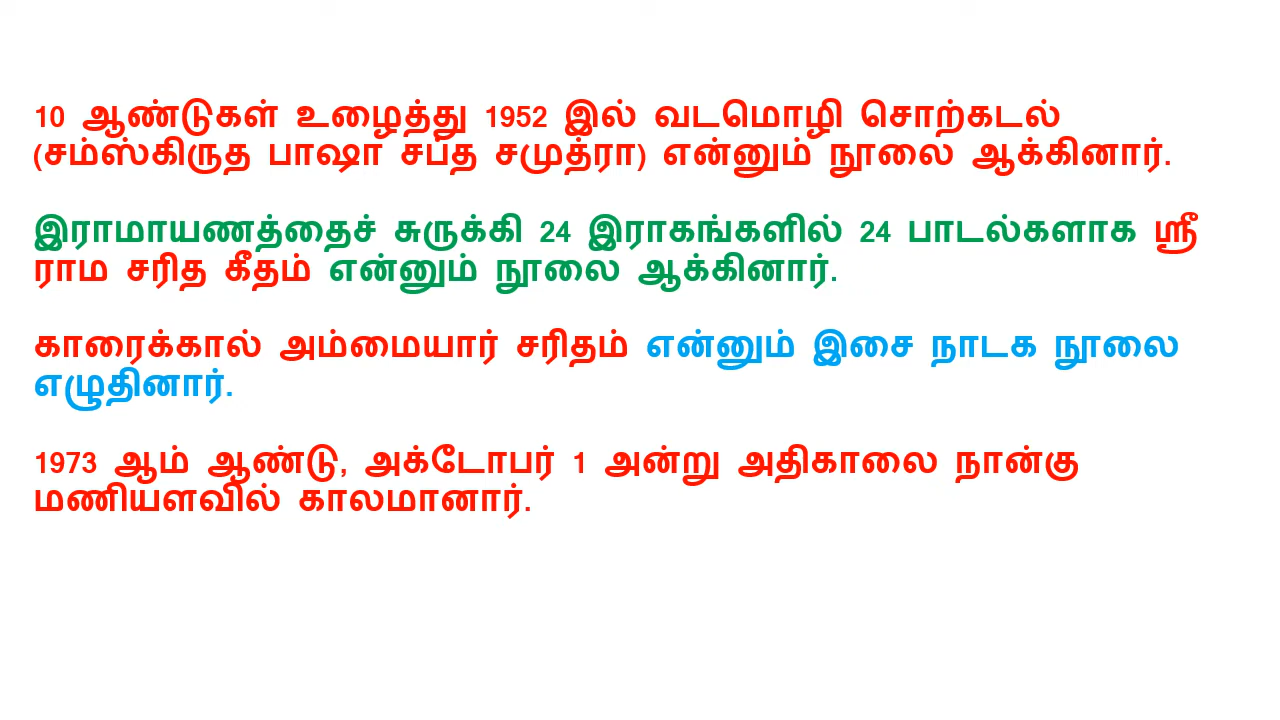 10 ஆண்டுகள் உழைத்து 1952 இல் வடமொழி சொற்கடல்
(சம்ஸ்கிருத பாஷா சப்த சமுத்ரா) என்னும் நூலை ஆக்கினார்.
இராமாயணத்தைச் சுருக்கி 24 இராகங்களில் 24 பாடல்களாக ஸ்ரீ
ராம சரித கீதம் என்னும் நூலை ஆக்கினார்.
காரைக்கால் அம்மையார் சரிதம் என்னும் இசை நாடக நூலை
எழுதினார்.
1973 ஆம் ஆண்டு, அக்டோபர் 1 அன்று அதிகாலை நான்கு
மணியளவில் காலமானார்.